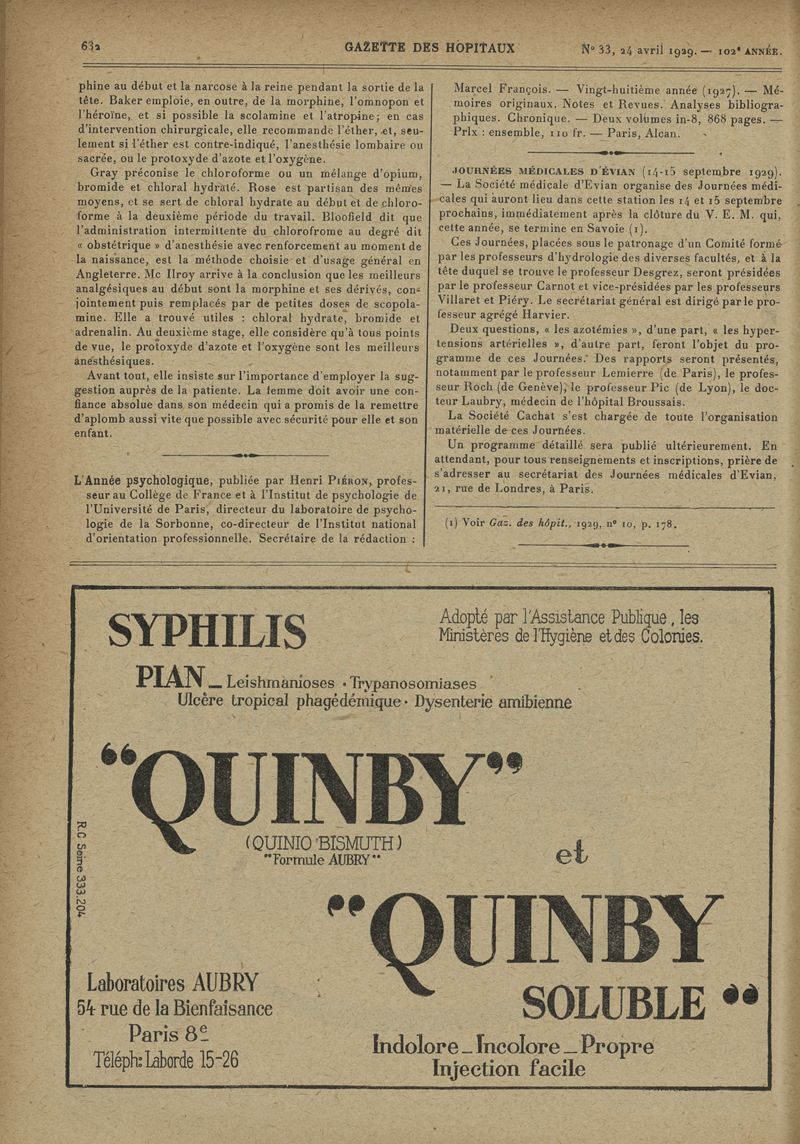 632
GAZETTE DES HOPITAUX
N° 33, 24 avril 1929. — 102e ANNÉE.
phine au début et la narcose à la reine pendant la sortie de la
tête. Baker emploie, en outre, de la morphine, l'omnopon et
l'héroïne, et si possible la scolamine et l'atropine; en cas
d'intervention chirurgicale, elle recommande l'éther, et, seu-
lement si l'éther est contre-indiqué, l'anesthésie lombaire ou
sacrée, ou le protoxyde d'azote et l'oxygène.
Gray préconise le chloroforme ou un mélange d'opium,
bromide et chloral hydraté. Rose est partisan des mêmes
moyens, et se sert de chloral hydrate au début et de chloro-
forme à la deuxième période du travail. Bloofield dit que
l'administration intermittente du chlorofrome au degré dit
« obstétrique » d'anesthésie avec renforcement au moment de
la naissance, est la méthode choisie et d'usage général en
Angleterre. Mc Ilroy arrive à la conclusion que les meilleurs
analgésiques au début sont la morphine et ses dérivés, con-
jointement puis remplacés par de petites doses de scopola-
mine. Elle a trouvé utiles : chloral hydrate, bromide et
adrenalin. Au deuxième stage, elle considère qu'à tous points
de vue, le protoxyde d'azote et l'oxygène sont les meilleurs
anésthésiques.
Avant tout, elle insiste sur l'importance d'employer la sug-
gestion auprès de la patiente. La femme doit avoir une con-
fiance absolue dans son médecin qui a promis de la remettre
d'aplomb aussi vite que possible avec sécurité pour elle et son
enfant.
L'Année psychologique, publiée par Henri PIÉRON, profes-
seur au Collège de France et à l'Institut de psychologie de
l'Université de Paris, directeur du laboratoire de psycho-
logie de la Sorbonne, co-directeur de l'Institut national
d'orientation professionnelle. Secrétaire de la rédaction :
Marcel François. — Vingt-huitième année (1927). — Mé-
moires originaux. Notes et Revues. Analyses bibliogra-
phiques. Chronique. — Deux volumes in-8, 868 pages. —
Prix : ensemble, 110 fr. — Paris, Alcan.
JOURNÉES MÉDICALES D'ÉVIAN (14-15 septembre 1929).
— La Société médicale d'Evian organise des Journées médi-
cales qui auront lieu dans cette station les 14 et 15 septembre
prochains, immédiatement après la clôture du V. E. M. qui,
cette année, se termine en Savoie (1).
Ces Journées, placées sous le patronage d'un Comité formé
par les professeurs d'hydrologie des diverses facultés, et à la
tête duquel se trouve le professeur Desgrez, seront présidées
par le professeur Carnot et vice-présidées par les professeurs
Villaret et Piéry. Le secrétariat général est dirigé par le pro-
fesseur agrégé Harvier.
Deux questions, « les azotémies », d'une part, « les hyper-
tensions artérielles », d'autre part, feront l'objet du pro-
gramme de ces Journées. Des rapports seront présentés,
notamment par le professeur Lemierre (de Paris), le profes-
seur Roch (de Genève), le professeur Pic (de Lyon), le doc-
teur Laubry, médecin de l'hôpital Broussais.
La Société Cachat s'est chargée de toute l'organisation
matérielle de ces Journées.
Un programme détaillé sera publié ultérieurement. En
attendant, pour tous renseignements et inscriptions, prière de
s'adresser au secrétariat des Journées médicales d'Evian,
21, rue de Londres, à Paris.
(1) Voir Gaz. des hôpit., 1929, n° 10, p. 178.
SYPHILIS
Adopté par l'Assistance Publique, les
Ministères de l'Hygiène et des Colonies.
PIAN — Leishmanioses • Trypanosomiases
Ulcère tropical phagédémique • Dysenterie amibienne
“QUINBY”
(QUINIO BISMUTH)
"Formule AUBRY"
et
“QUINBY
SOLUBLE”
R.C Seine 333.204
Laboratoires AUBRY
54 rue de la Bienfaisance
Paris 8e
Téléph: Laborde 15-26
Indolore — Incolore — Propre
Injection facile